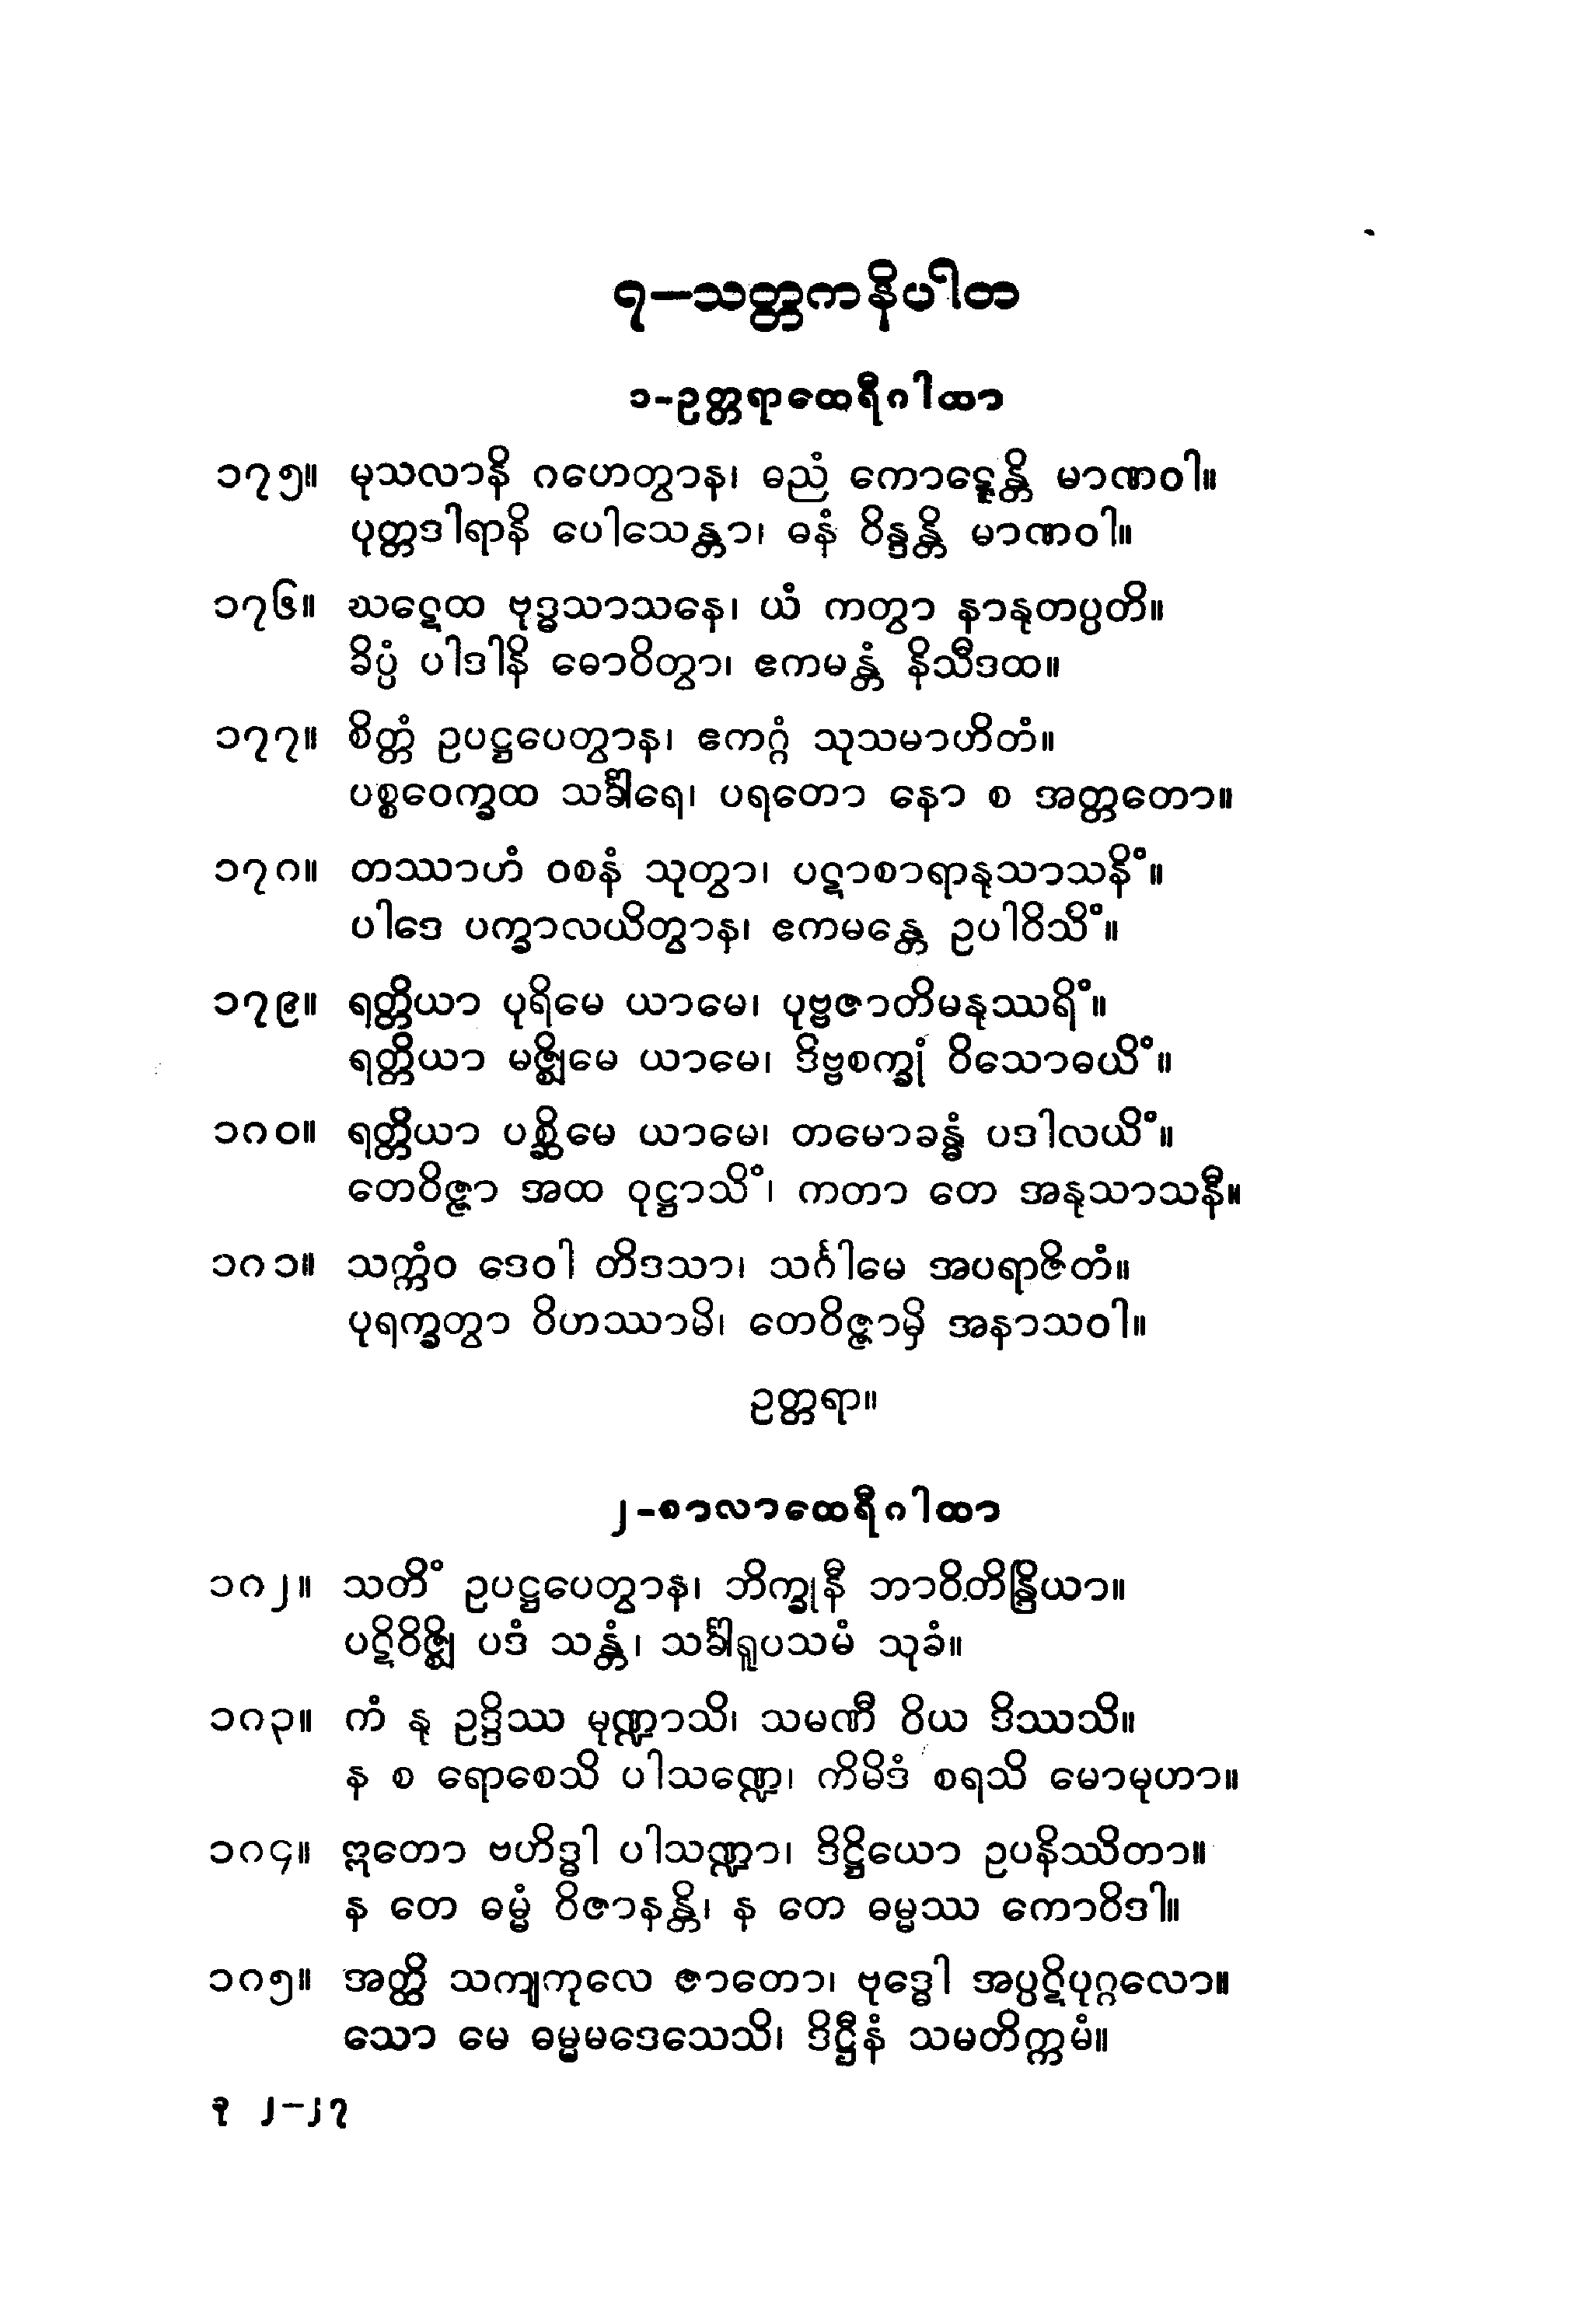 ၇—သတ္တကနိပါတ
၁-ဥတ္တရာထေရီဂါထာ
၁၇၅။ မုသလာနိ ဂဟေတွာန၊ ဓညံ ကောဋ္ဋေန္တိ မာဏဝါ။
ပုတ္တဒါရာနိ ပေါသေန္တာ၊ ဓနံ ဝိန္ဒန္တိ မာဏဝါ။
၁၇၆။ ဃဋေထ ဗုဒ္ဓသာသနေ၊ ယံ ကတွာ နာနုတပ္ပတိ။
ခိပ္ပံ ပါဒါနိ ဓောဝိတွာ၊ ဧကမန္တံ နိသီဒထ။
၁၇၇။ စိတ္တံ ဥပဋ္ဌပေတွာန၊ ဧကဂ္ဂံ သုသမာဟိတံ။
ပစ္စဝေက္ခထ သင်္ခါရေ၊ ပရတော နော စ အတ္တတော။
၁၇၈။ တဿာဟံ ဝစနံ သုတွာ၊ ပဋာစာရာနုသာသနိံ။
ပါဒေ ပက္ခာလယိတွာန၊ ဧကမန္တေ ဥပါဝိသိံ။
၁၇၉။ ရတ္တိယာ ပုရိမေ ယာမေ၊ ပုဗ္ဗဇာတိမနုဿရိံ။
ရတ္တိယာ မဇ္ဈိမေ ယာမေ၊ ဒိဗ္ဗစက္ခုံ ဝိသောဓယိံ။
၁၈၀။ ရတ္တိယာ ပစ္ဆိမေ ယာမေ၊ တမောခန္ဓံ ပဒါလယိံ။
တေဝိဇ္ဇာ အထ ဝုဋ္ဌာသိံ၊ ကတာ တေ အနုသာသနီ။
၁၈၁။ သက္ကံဝ ဒေဝါ တိဒသာ၊ သင်္ဂါမေ အပရာဇိတံ။
ပုရက္ခတွာ ဝိဟဿာမိ၊ တေဝိဇ္ဇာမှိ အနာသဝါ။
ဥတ္တရာ။
၂-စာလာထေရီဂါထာ
၁၈၂။ သတိံ ဥပဋ္ဌပေတွာန၊ ဘိက္ခုနီ ဘာဝိတိန္ဒြိယာ။
ပဋိဝိဇ္ဈိ ပဒံ သန္တံ၊ သင်္ခါရူပသမံ သုခံ။
၁၈၃။ ကံ နု ဥဒ္ဒိဿ မုဏ္ဍာသိ၊ သမဏီ ဝိယ ဒိဿသိ။
န စ ရောစေသိ ပါသဏ္ဍေ၊ ကိမိဒံ စရသိ မောမုဟာ။
၁၈၄။ ဣတော ဗဟိဒ္ဓါ ပါသဏ္ဍာ၊ ဒိဋ္ဌိယော ဥပနိဿိတာ။
န တေ ဓမ္မံ ဝိဇာနန္တိ၊ န တေ ဓမ္မဿ ကောဝိဒါ။
၁၈၅။ အတ္ထိ သကျကုလေ ဇာတော၊ ဗုဒ္ဓေါ အပ္ပဋိပုဂ္ဂလော။
သော မေ ဓမ္မမဒေသေသိ၊ ဒိဋ္ဌီနံ သမတိက္ကမံ။
ခု ၂-၂၇